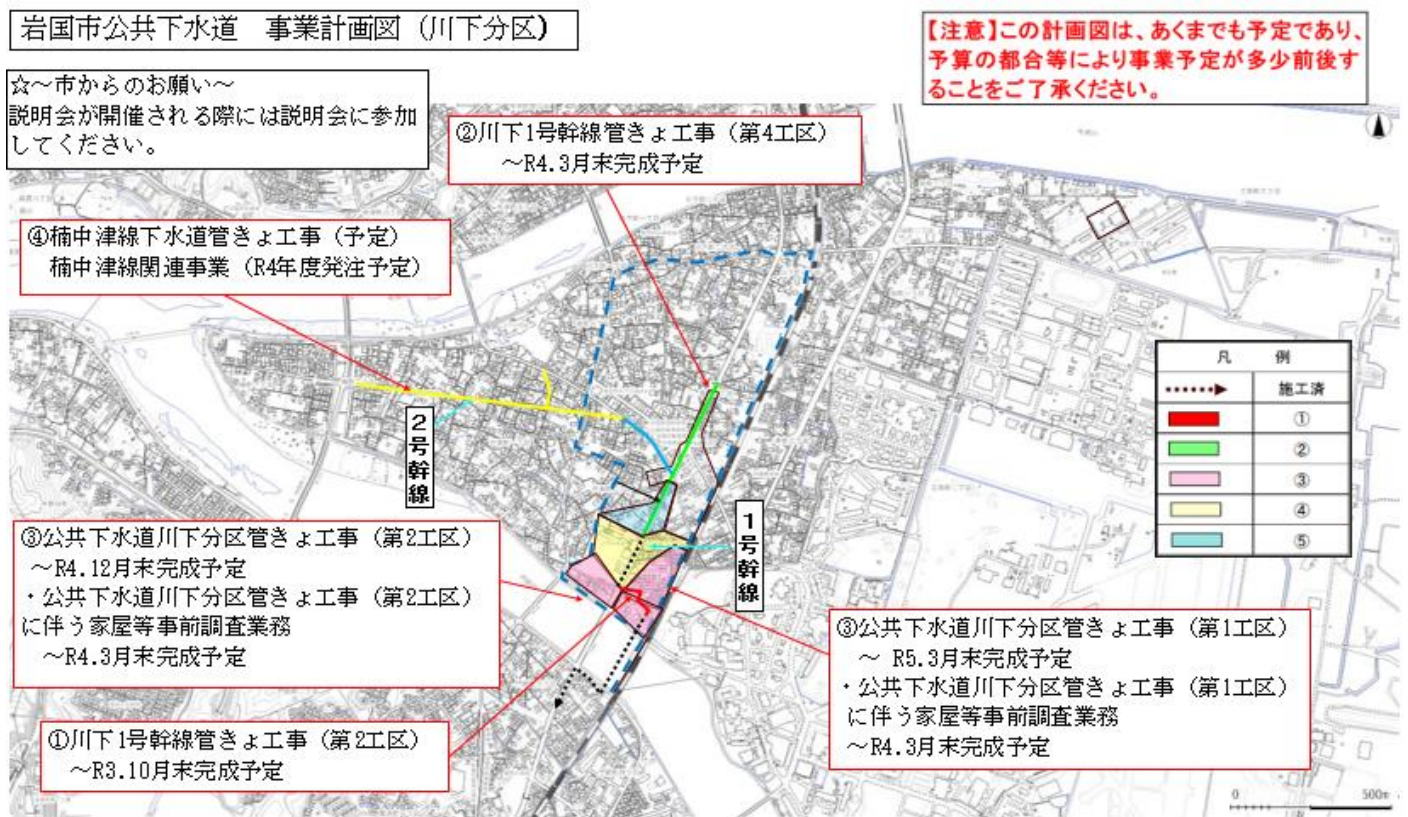 岩国市公共下水道　事業計画図（川下分区）
【注意】この計画図は、あくまでも予定であり、
予算の都合等により事業予定が多少前後す
ることをご了承ください。
☆～市からのお願い～
説明会が開催される際には説明会に参加
してください。
②川下1号幹線管きょ工事（第4工区）
～R4.3月末完成予定
④楠中津線下水道管きょ工事（予定）
楠中津線関連事業（R4年度発注予定）
凡　例
施工済
①
②
③
④
⑤
2号幹線
1号幹線
③公共下水道川下分区管きょ工事（第2工区）
～R4.12月末完成予定
・公共下水道川下分区管きょ工事（第2工区）
に伴う家屋等事前調査業務
～R4.3月末完成予定
③公共下水道川下分区管きょ工事（第1工区）
～ R5.3月末完成予定
・公共下水道川下分区管きょ工事（第1工区）
に伴う家屋等事前調査業務
～R4.3月末完成予定
①川下1号幹線管きょ工事（第2工区）
～R3.10月末完成予定
0 500m